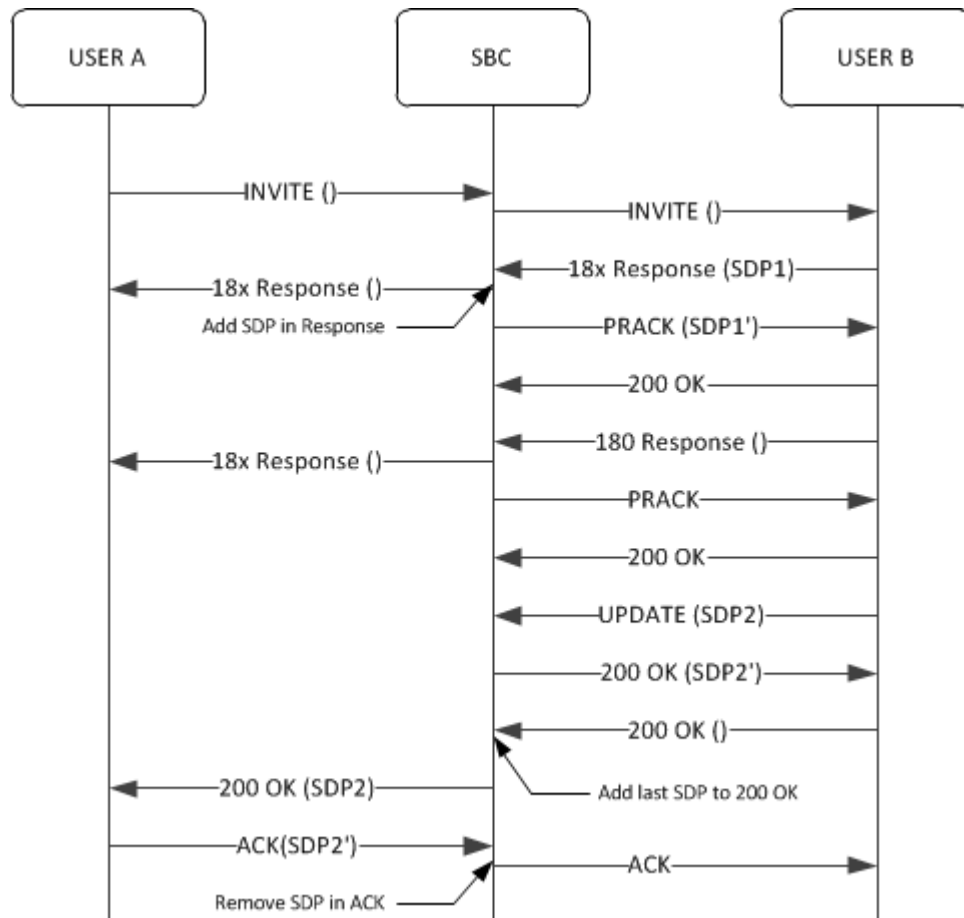 USER A
SBC
USER B
INVITE ()
INVITE ()
18x Response (SDP1)
18x Response ()
Add SDP in Response
PRACK (SDP1')
200 OK
180 Response ()
18x Response ()
PRACK
200 OK
UPDATE (SDP2)
200 OK (SDP2')
200 OK ()
200 OK (SDP2)
Add last SDP to 200 OK
ACK(SDP2')
ACK
Remove SDP in ACK